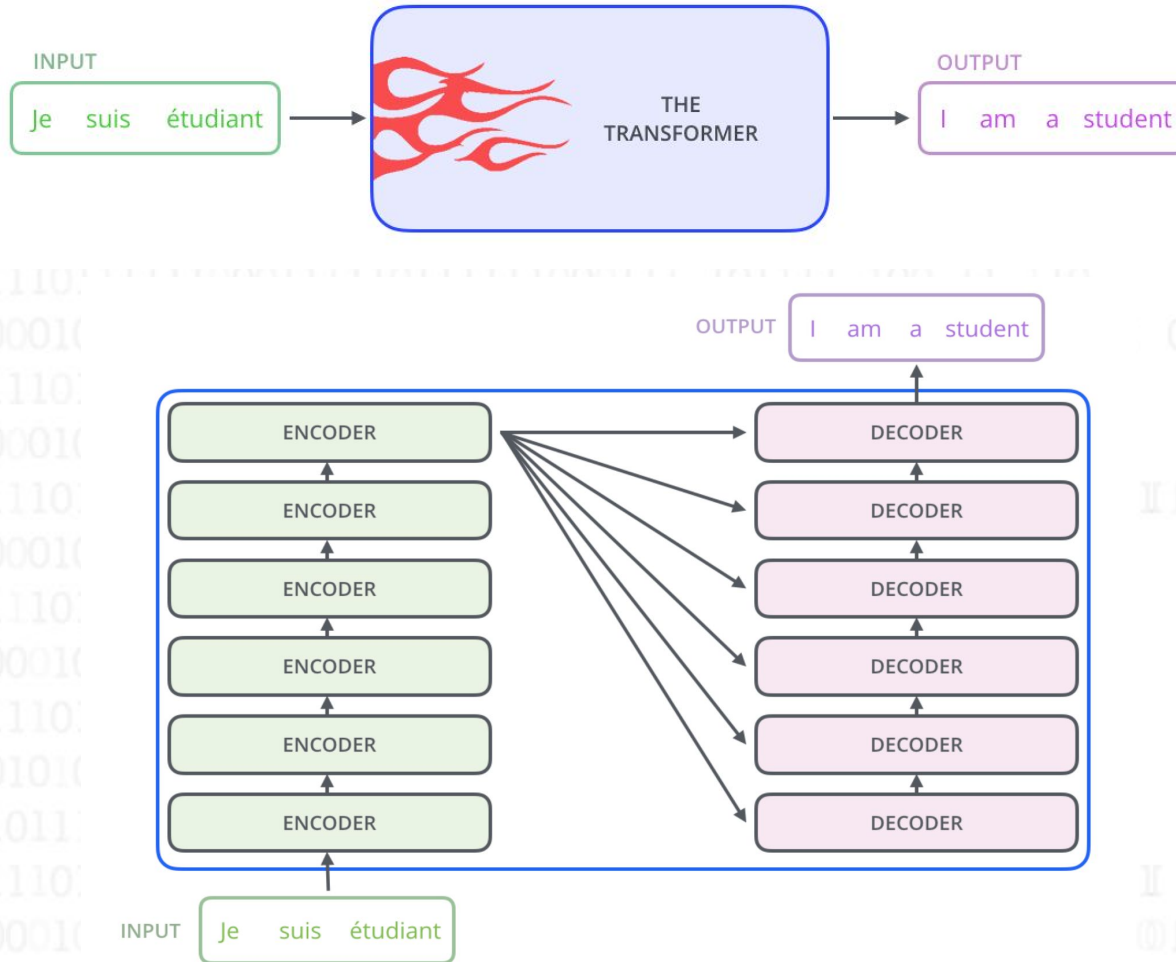 INPUT
Je suis étudiant
THE
TRANSFORMER
OUTPUT
I am a student
OUTPUT
I am a student
ENCODER
DECODER
ENCODER
DECODER
ENCODER
DECODER
ENCODER
DECODER
ENCODER
DECODER
ENCODER
DECODER
INPUT
Je suis étudiant